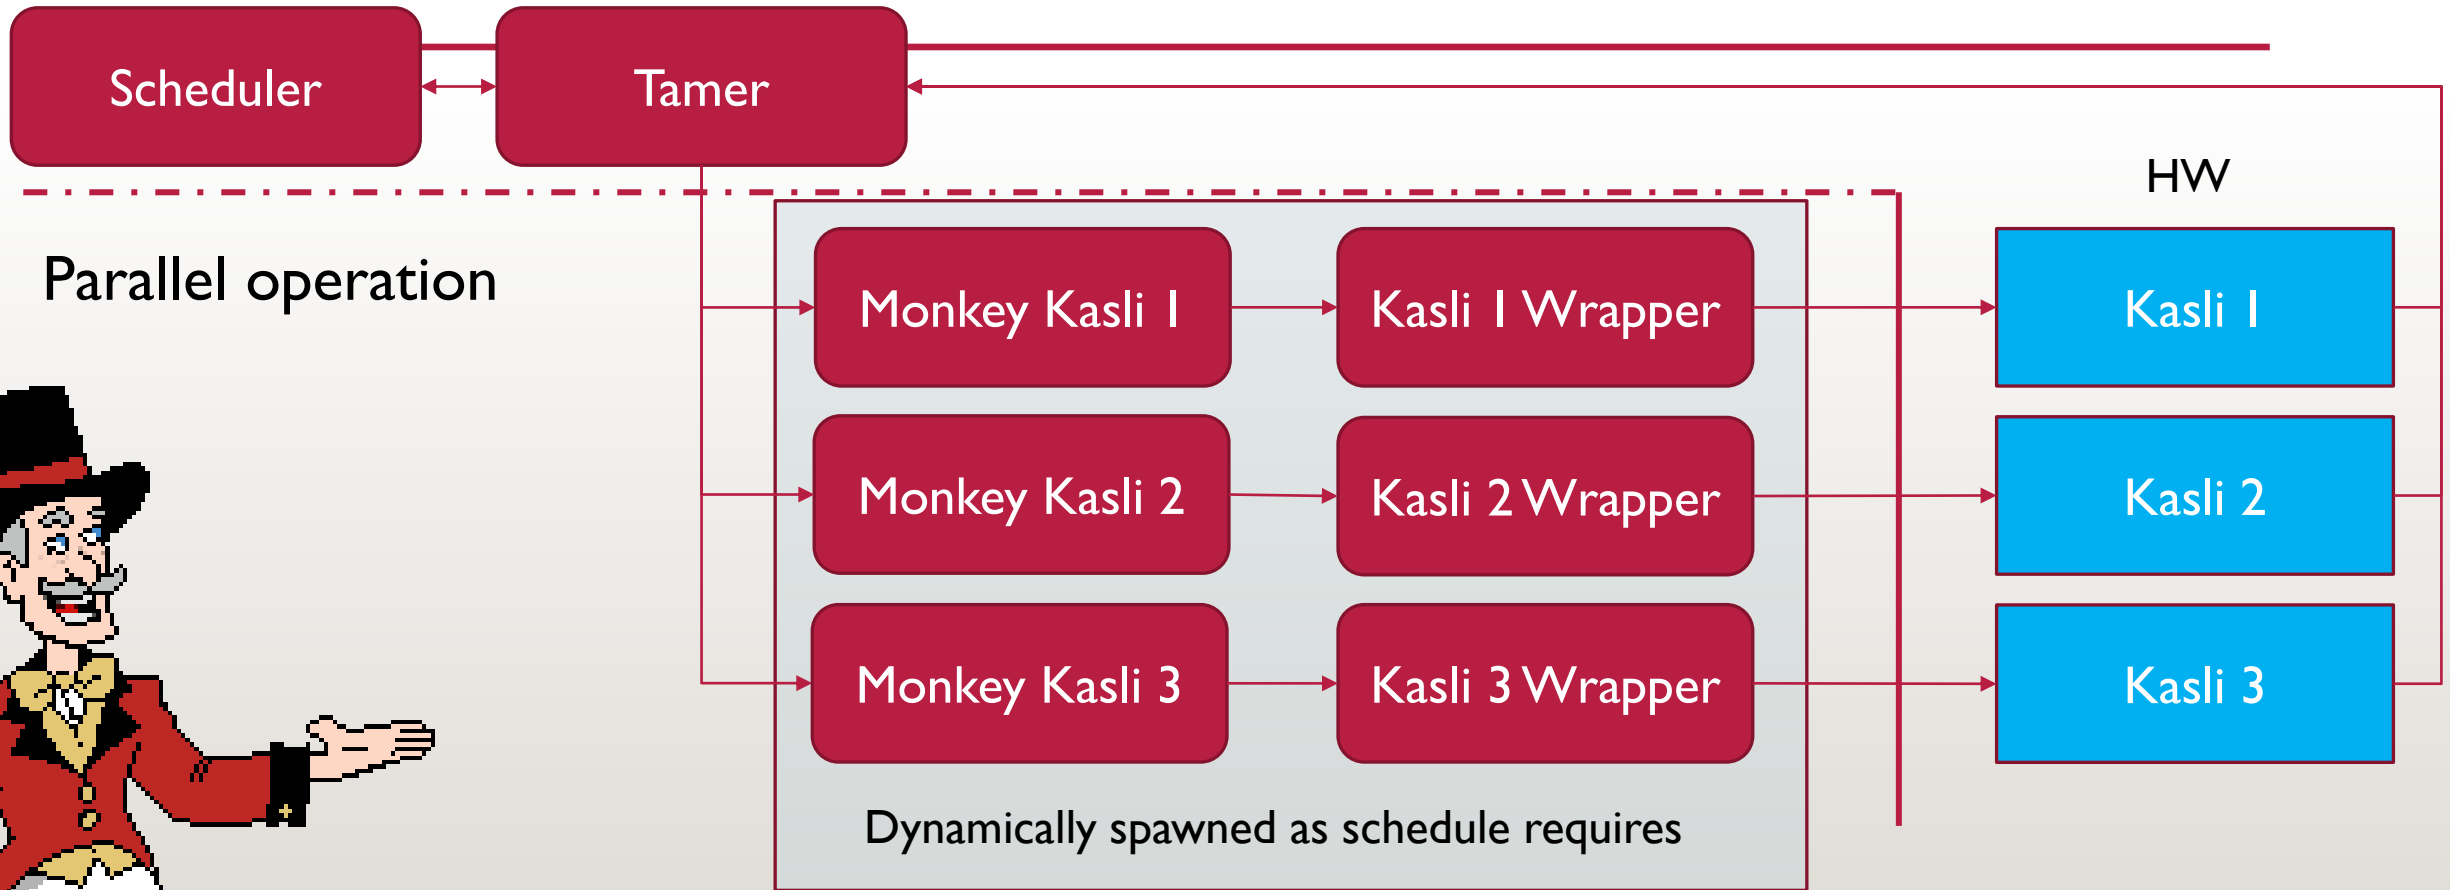 Scheduler
Tamer
HW
Parallel operation
Monkey Kasli 1
Kasli 1 Wrapper
Kasli 1
Monkey Kasli 2
Kasli 2 Wrapper
Kasli 2
Monkey Kasli 3
Kasli 3 Wrapper
Kasli 3
Dynamically spawned as schedule requires